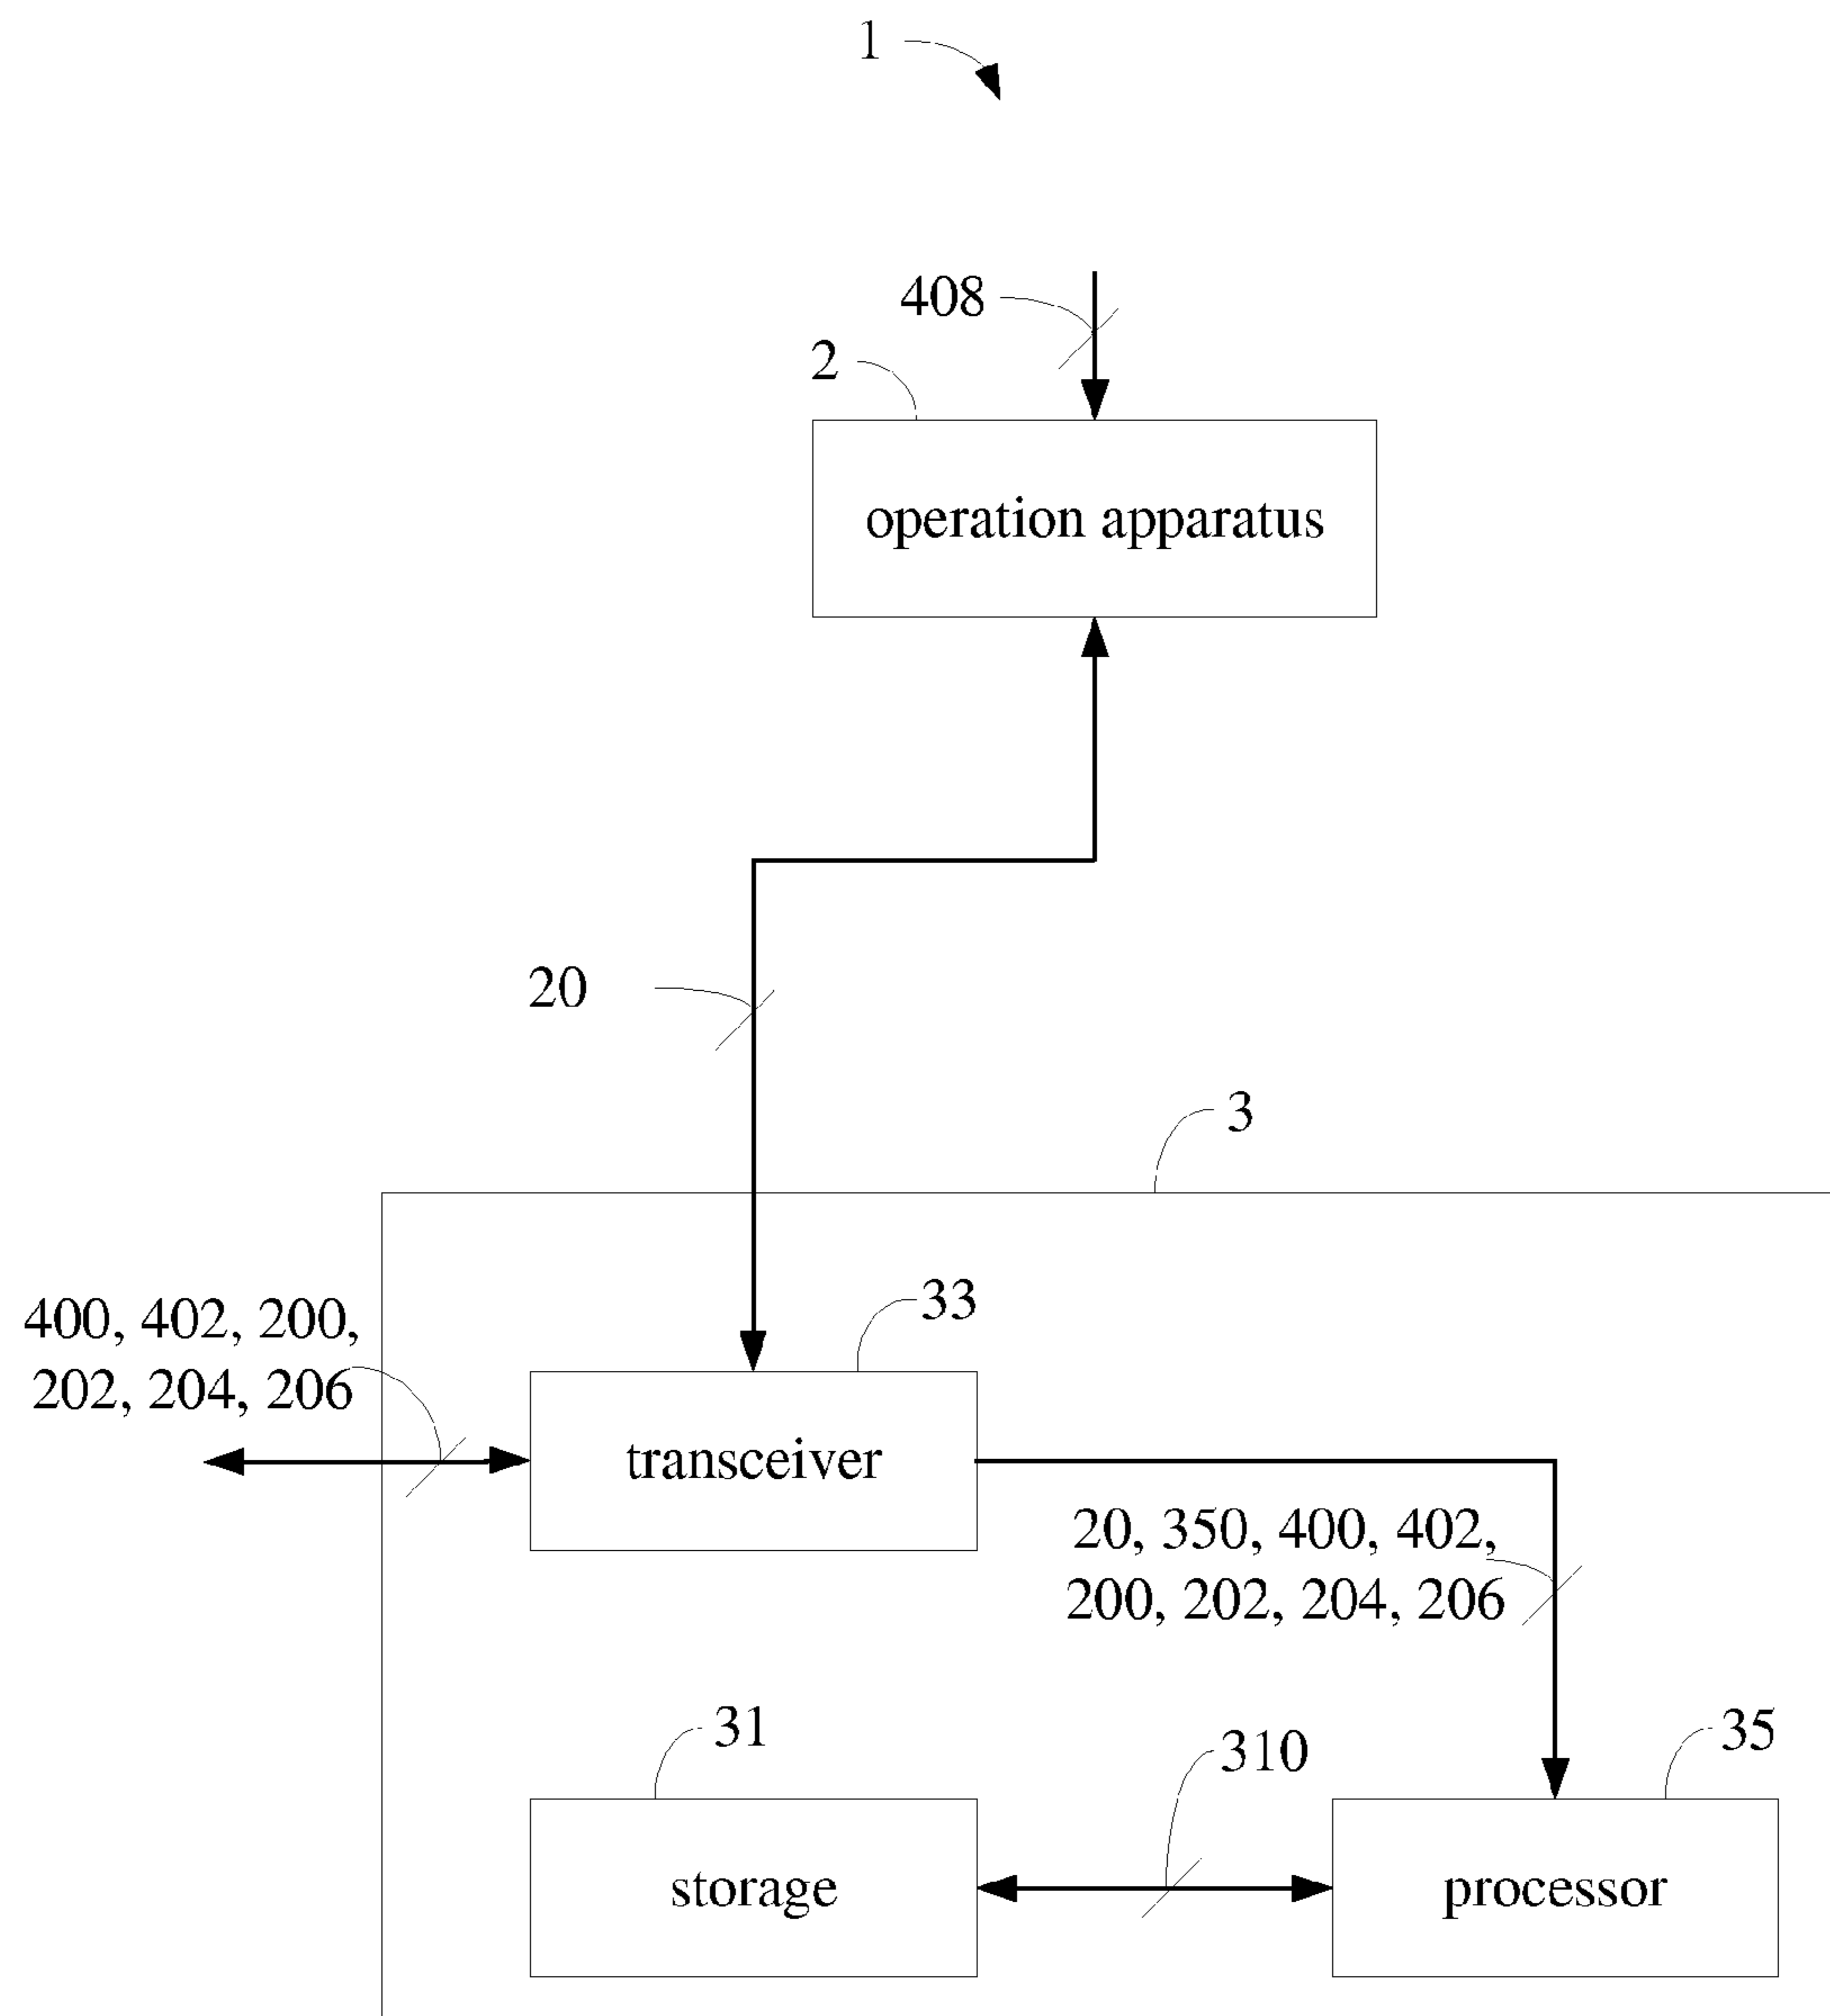 1
408
2
operation apparatus
20
3
33
400, 402, 200,
202, 204, 206
transceiver
20, 350, 400, 402,
200, 202, 204, 206
31
310
35
storage
processor